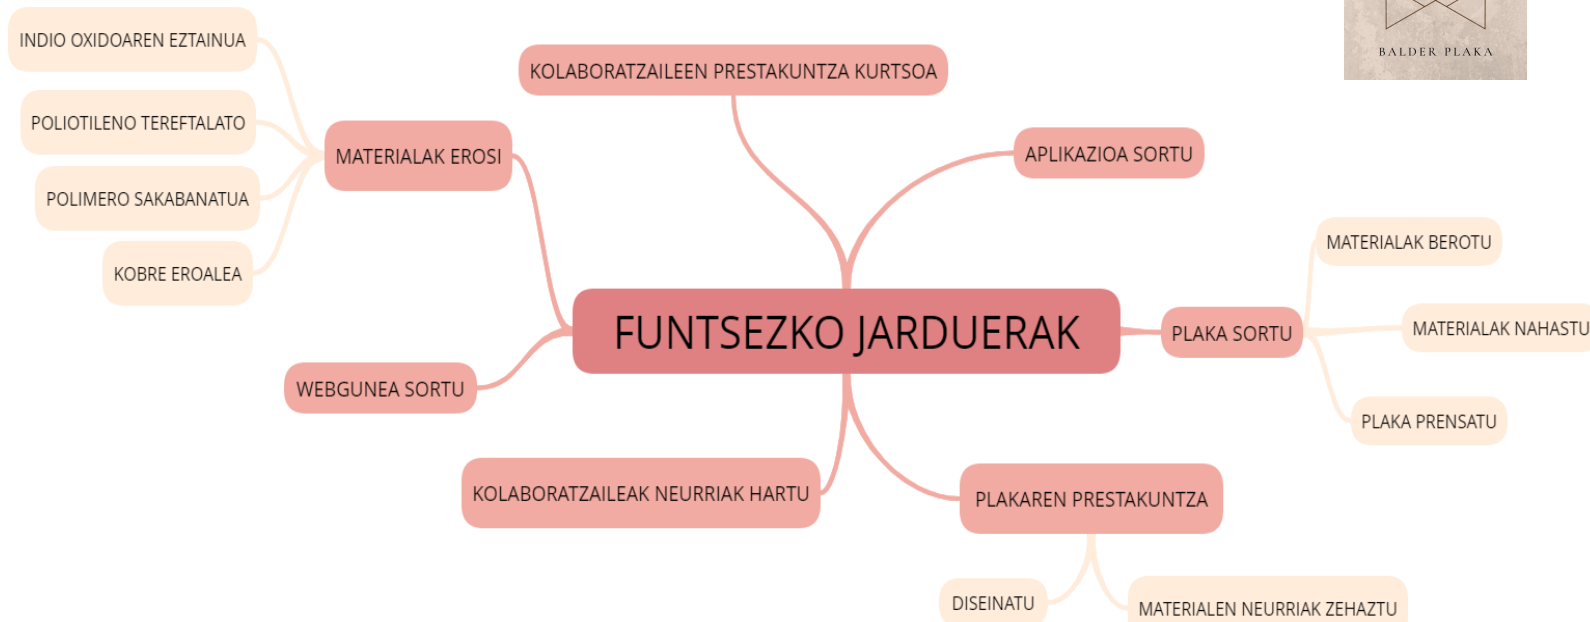 BALDER PLAKA
INDIO OXIDOAREN EZTAINUA
POLIOTILENO TEREFTALATO
POLIMERO SAKABANATUA
KOBRE EROALEA
MATERIALAK EROSI
KOLABORATZAILEEN PRESTAKUNTZA KURTSOA
APLIKAZIOA SORTU
FUNTSEZKO JARDUERAK
PLAKA SORTU
MATERIALAK BEROTU
MATERIALAK NAHASTU
PLAKA PRENSATU
WEBGUNEA SORTU
KOLABORATZAILEAK NEURRIAK HARTU
PLAKAREN PRESTAKUNTZA
DISEINATU
MATERIALEN NEURRIAK ZEHAZTU